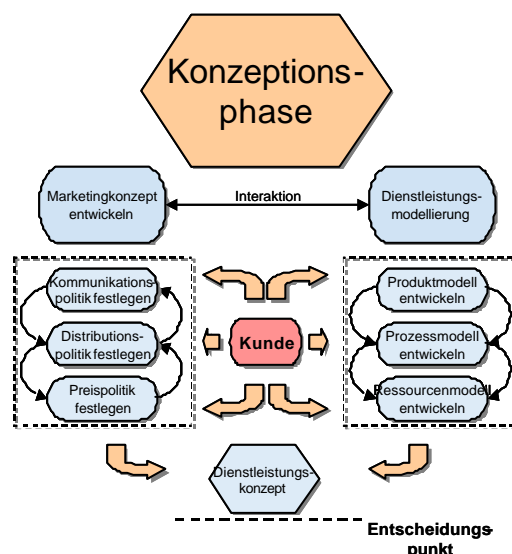 Konzeptions-
phase
Marketingkonzept
entwickeln
Interaktion
Dienstleistungs-
modellierung
Kommunikations-
politik festlegen
Distributions-
politik festlegen
Preispolitik
festlegen
Kunde
Produktmodell
entwickeln
Prozessmodell
entwickeln
Ressourcenmodell
entwickeln
Dienstleistungs-
konzept
Entscheidungs-
punkt